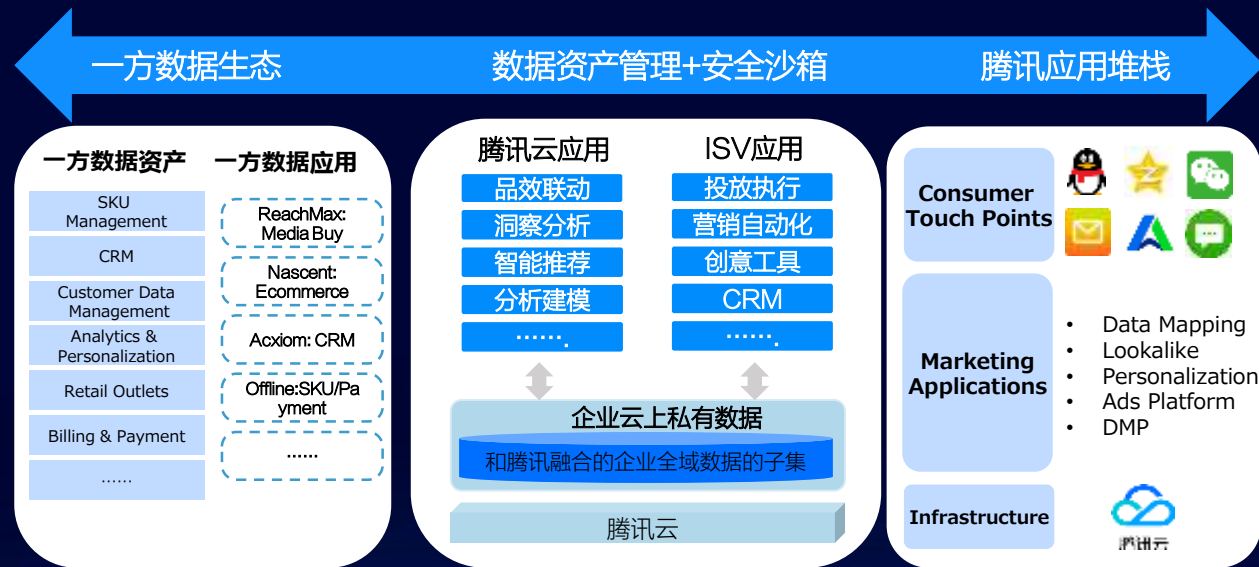 一方数据生态
数据资产管理+安全沙箱
腾讯应用堆栈
一方数据资产
SKU
Management
CRM
Customer Data
Management
Analytics &
Personalization
Retail Outlets
Billing & Payment
......
一方数据应用
ReachMax:
Media Buy
Nascent:
Ecommerce
Acxiom: CRM
Offline:SKU/Pa
yment
......
腾讯云应用
品效联动
洞察分析
智能推荐
分析建模
.......
ISV应用
投放执行
营销自动化
创意工具
CRM
.......
企业云上私有数据
和腾讯融合的企业全域数据的子集
腾讯云
Consumer
Touch Points
Marketing
Applications
• Data Mapping
• Lookalike
• Personalization
• Ads Platform
• DMP
Infrastructure
腾讯云